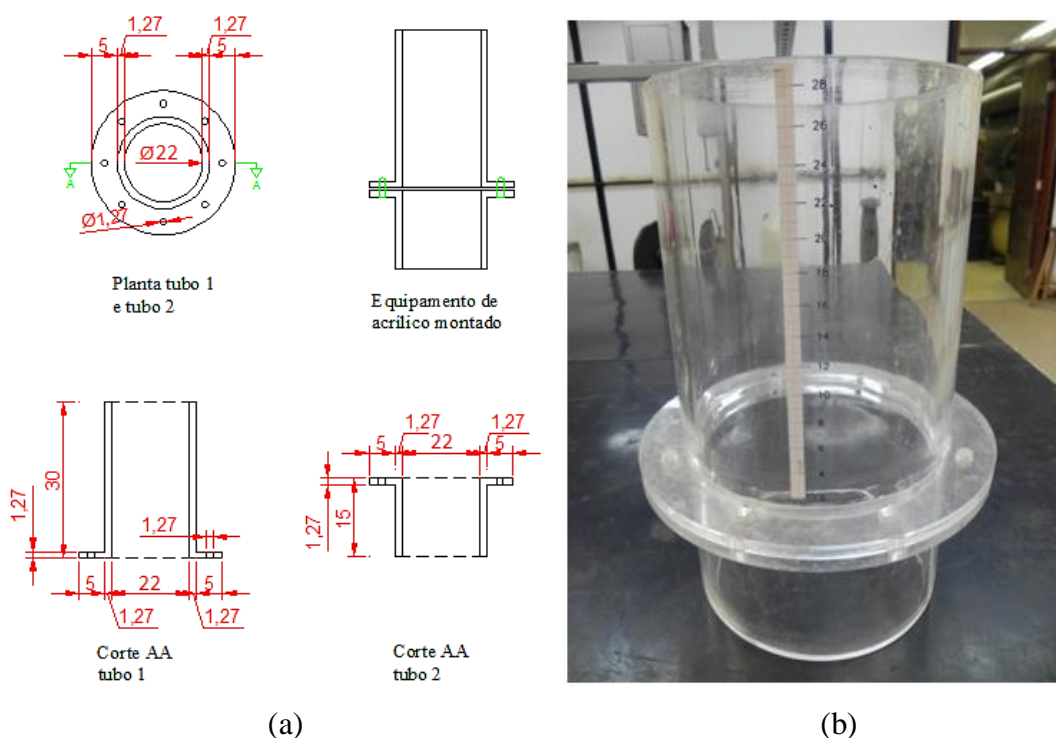 5
1,27
1,27
5
Ø22
A
A
Ø1,27
Planta tubo 1
e tubo 2
Equipamento de
acrílico montado
1,27
30
1,27
5
22
5
1,27
1,27
Corte AA
tubo 1
1,27
1,27
5
22
5
1,27
15
Corte AA
tubo 2
28
26
24
22
20
18
16
14
12
10
(a)
(b)